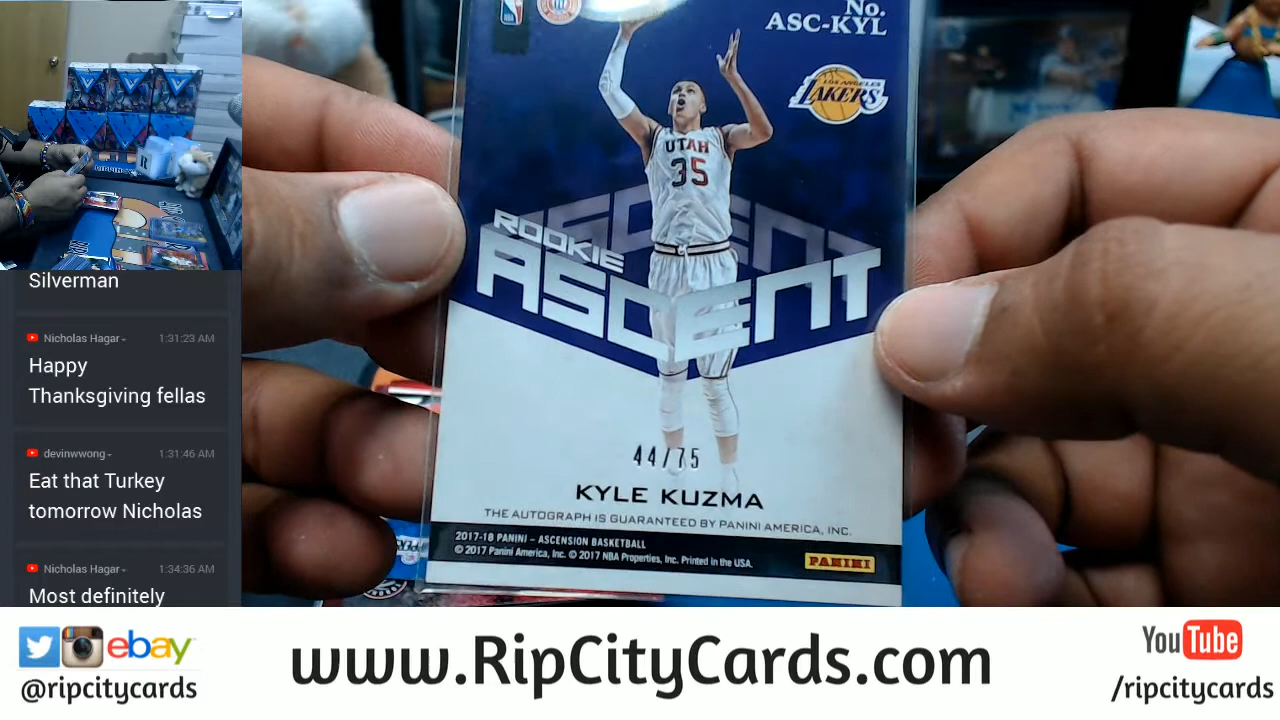 No.
ASC-KYL
LOS ANGELES
LAKERS
UTAH
35
ASCENT
ROOKIE
ASCENT
44/75
KYLE KUZMA
THE AUTOGRAPH IS GUARANTEED BY PANINI AMERICA, INC.
2017-18 PANINI – ASCENSION BASKETBALL
© 2017 Panini America, Inc. © 2017 NBA Properties, Inc. Printed in the USA.
PANINI
Silverman
Nicholas Hagar 1:31:23 AM
Happy
Thanksgiving fellas
devinwwong 1:31:46 AM
Eat that Turkey
tomorrow Nicholas
Nicholas Hagar 1:34:36 AM
Most definitely
ebay
@ripcitycards
www.RipCityCards.com
YouTube
/ripcitycards